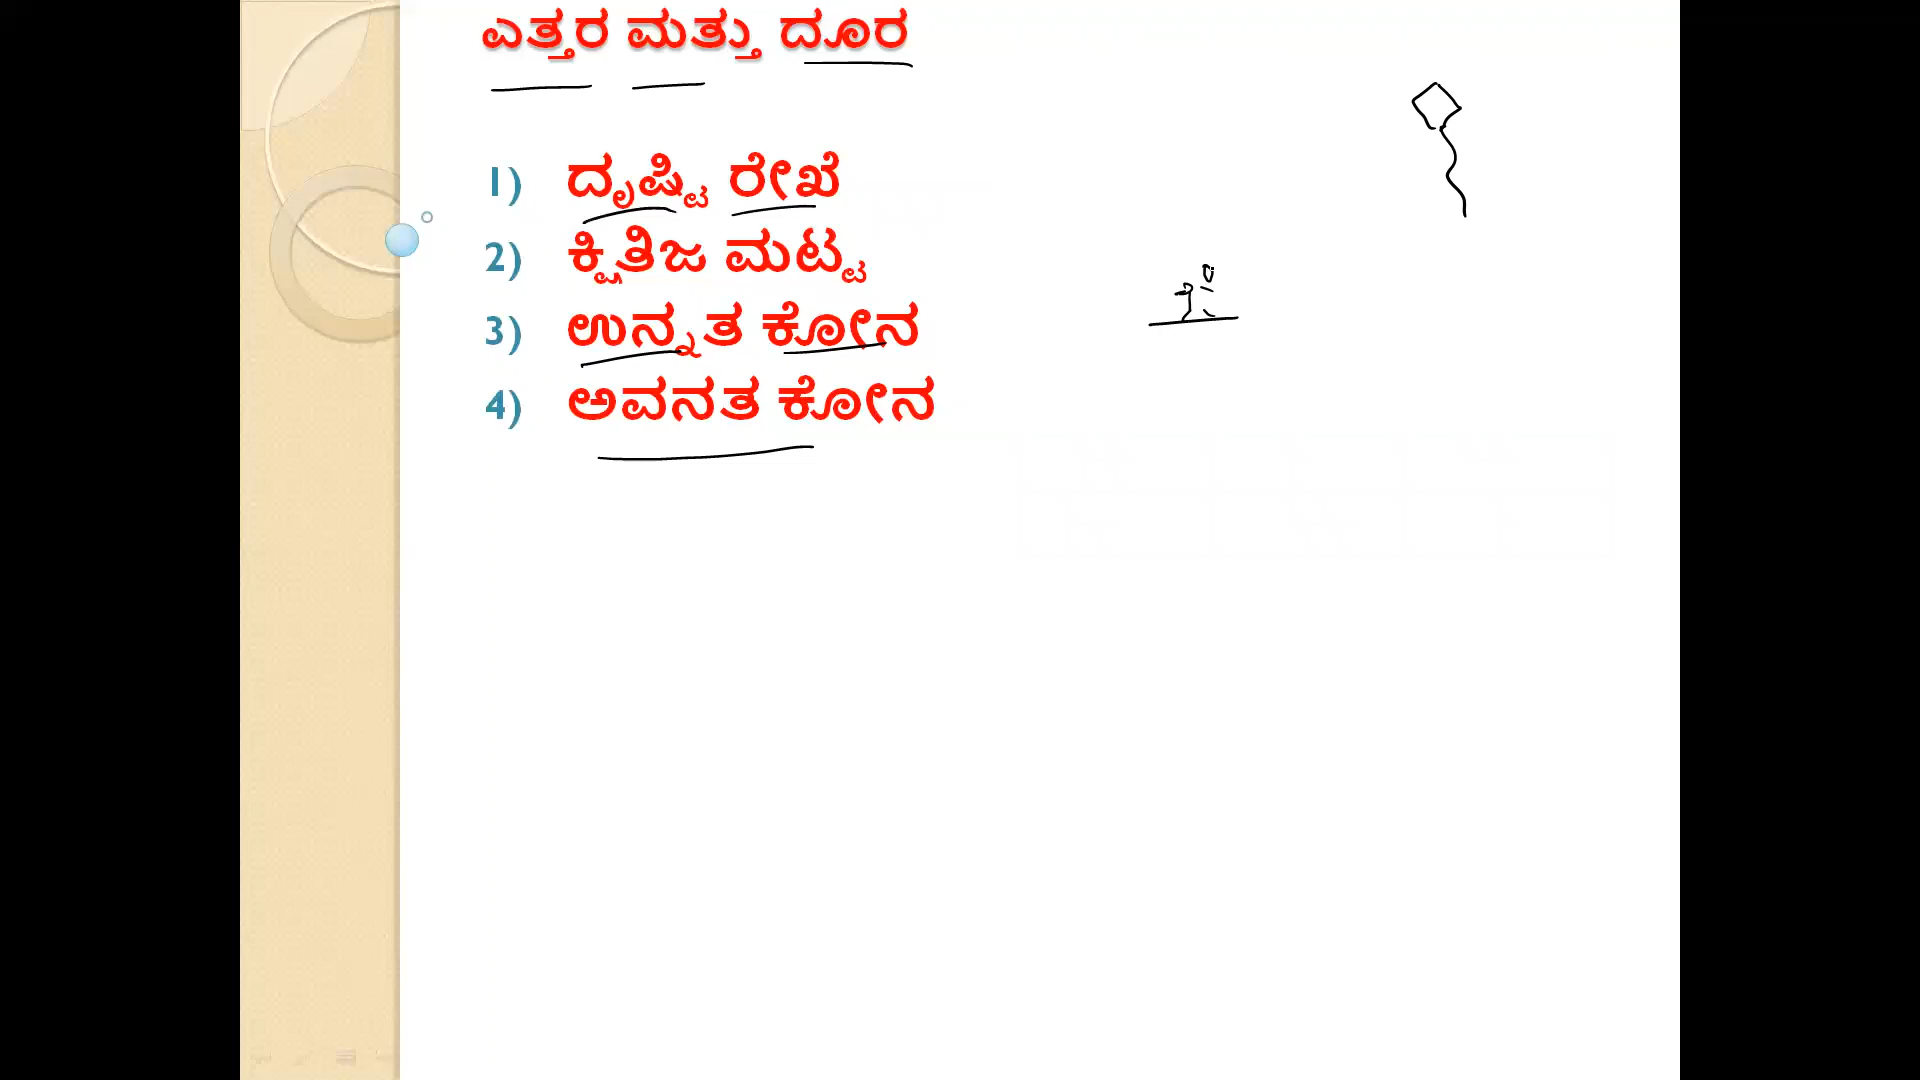 ಎತ್ತರ ಮತ್ತು ದೂರ
1) ದೃಷ್ಟಿ ರೇಖೆ
2) ಕ್ಷಿತಿಜ ಮಟ್ಟ
3) ಉನ್ನತ ಕೋನ
4) ಅವನತ ಕೋನ